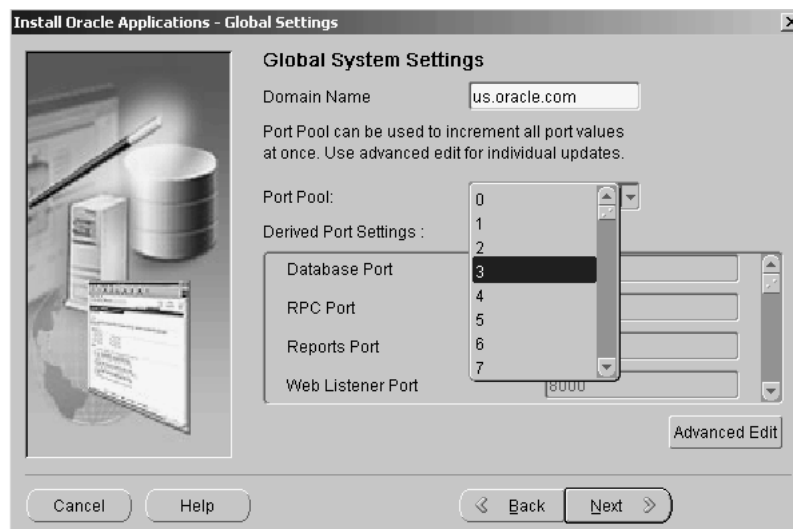 Install Oracle Applications - Global Settings
Global System Settings
Domain Name us.oracle.com
Port Pool can be used to increment all port values
at once. Use advanced edit for individual updates.
Port Pool:
0
1
2
3
4
5
6
7
Derived Port Settings :
Database Port
RPC Port
Reports Port
Web Listener Port 8000
Advanced Edit
Cancel Help Back Next